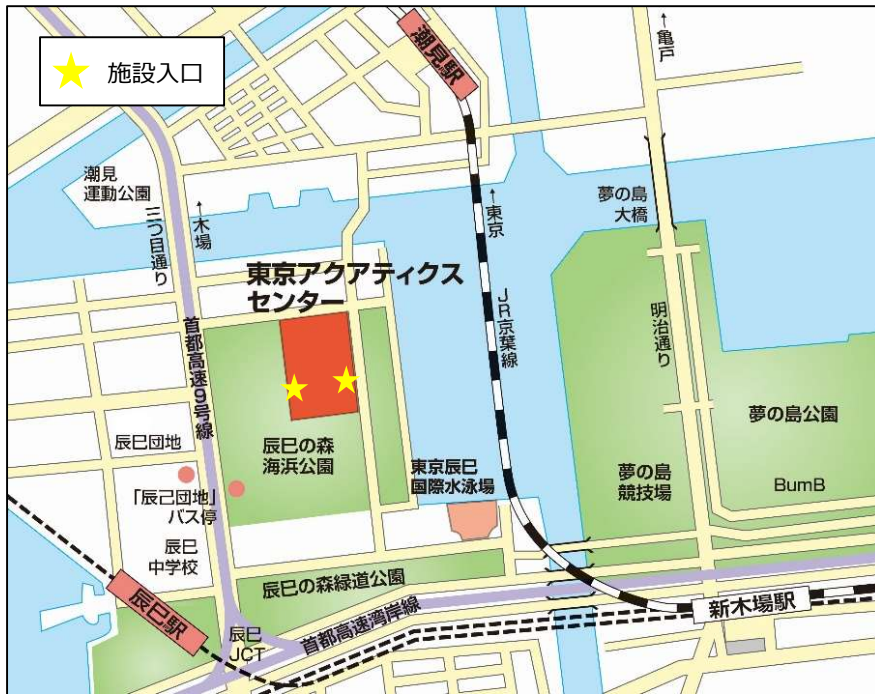 施設入口
潮見駅
←亀戸
潮見
運動公園
三つ目通り
←木場
←東京
夢の島
大橋
東京アクアティクス
センター
JR京葉線
明治通り
首都高速9号線
辰巳団地
辰巳の森
海浜公園
東京辰巳
国際水泳場
夢の島
競技場
夢の島公園
BumB
「辰己団地」
バス停
辰巳
中学校
辰巳の森緑道公園
辰巳駅
辰巳
JCT
首都高速湾岸線
新木場駅